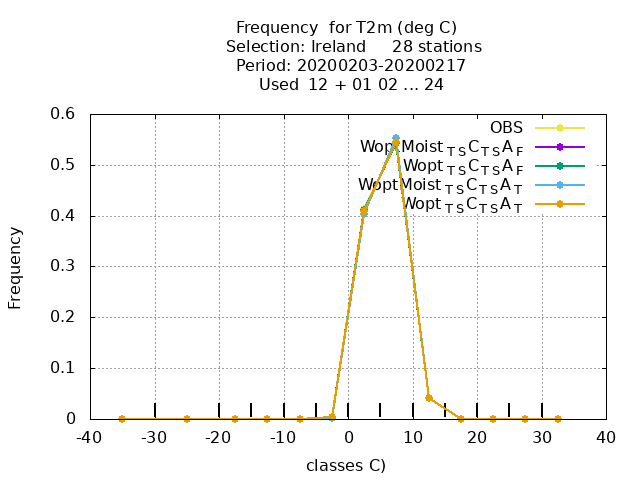 Frequency  for T2m (deg C)
Selection: Ireland     28 stations
Period: 20200203-20200217
Used  12 + 01 02 ... 24
0.6
0.5
0.4
0.3
0.2
0.1
0
Frequency
OBS
WoptMoist TS C TS A F
Wopt TS C TS A F
WoptMoist TS C TS A T
Wopt TS C TS A T
-40 -30 -20 -10 0 10 20 30 40
classes C)